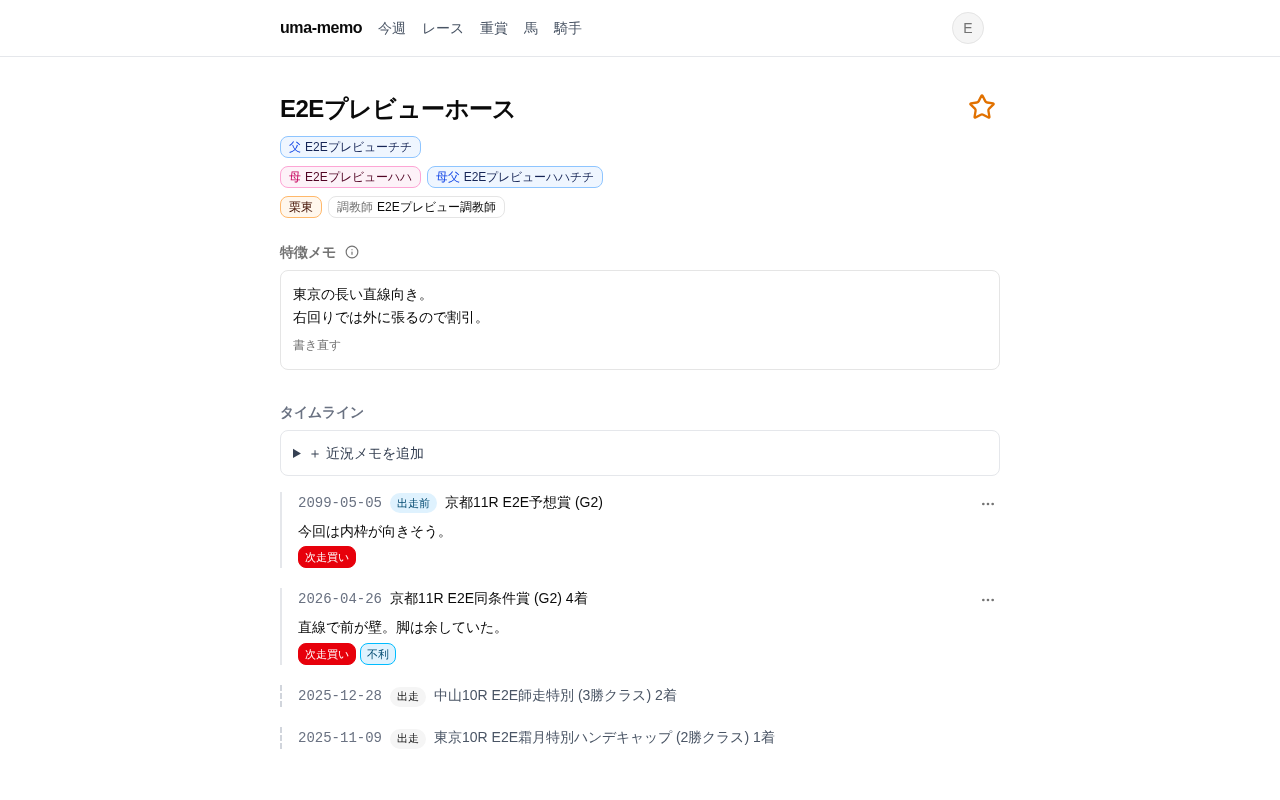 uma-memo 今週 レース 重賞 馬 騎手 E
E2Eプレビューホース
父 E2Eプレビューチチ
母 E2Eプレビューハハ 母父 E2Eプレビューハハチチ
栗東 調教師 E2Eプレビュー調教師
特徴メモ
東京の長い直線向き。
右回りでは外に張るので割引。
書き直す
タイムライン
＋ 近況メモを追加
2099-05-05 出走前 京都11R E2E予想賞 (G2)
今回は内枠が向きそう。
次走買い
2026-04-26 京都11R E2E同条件賞 (G2) 4着
直線で前が壁。脚は余していた。
次走買い 不利
2025-12-28 出走 中山10R E2E師走特別 (3勝クラス) 2着
2025-11-09 出走 東京10R E2E霜月特別ハンデキャップ (2勝クラス) 1着